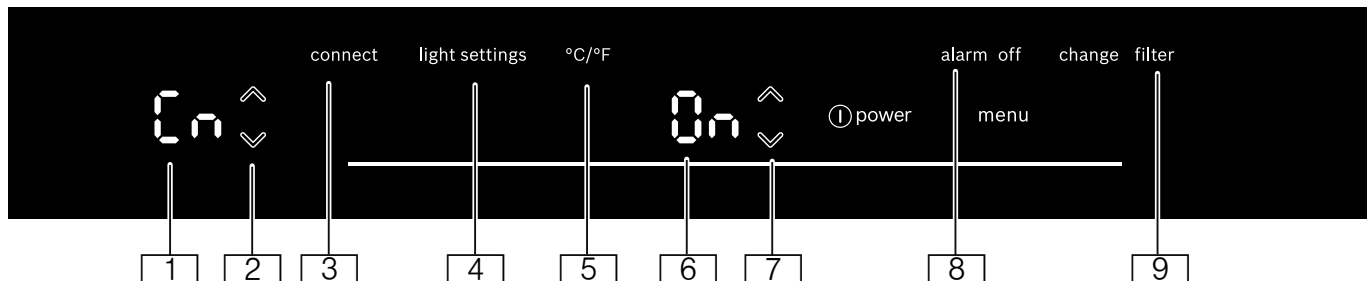 connect light settings °C/°F alarm off change filter
Cn On power menu
1 2 3 4 5 6 7 8 9